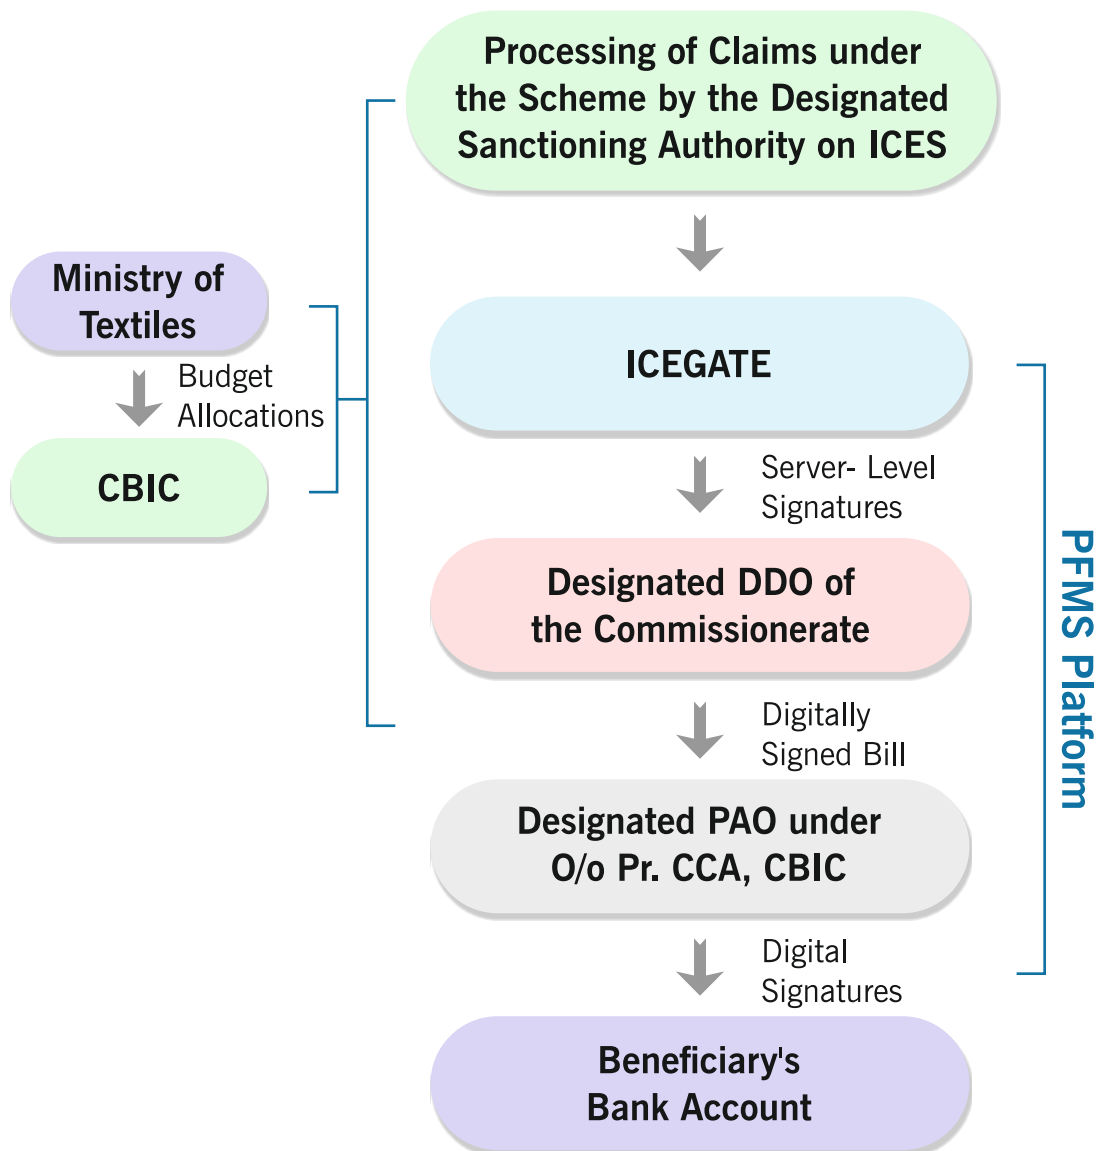 Processing of Claims under
the Scheme by the Designated
Sanctioning Authority on ICES
Ministry of
Textiles
Budget
Allocations
CBIC
ICEGATE
Server- Level
Signatures
Designated DDO of
the Commissionerate
Digitally
Signed Bill
Designated PAO under
O/o Pr. CCA, CBIC
Digital
Signatures
Beneficiary's
Bank Account
PFMS Platform